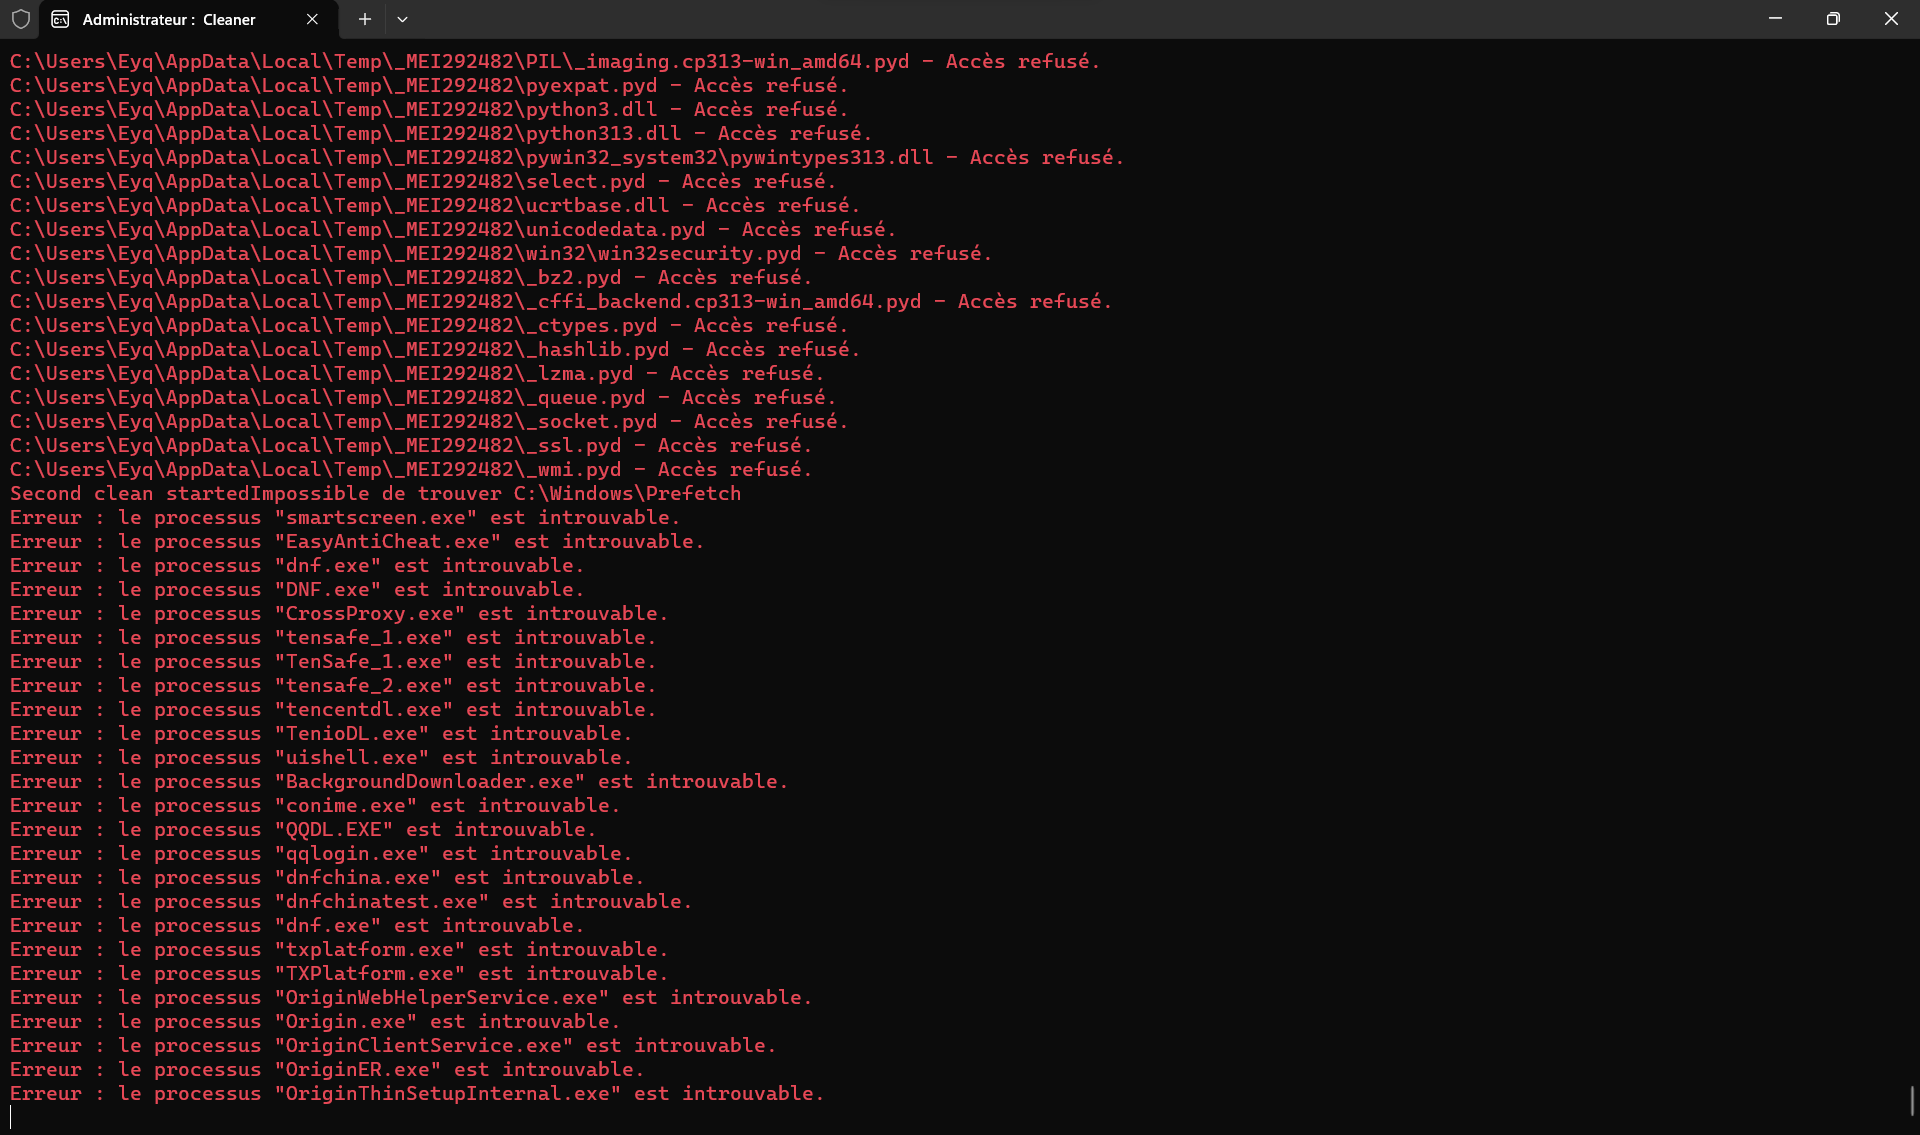 Administrateur : Cleaner
C:\Users\Eyq\AppData\Local\Temp\_MEI292482\PIL\_imaging.cp313-win_amd64.pyd - Accès refusé.
C:\Users\Eyq\AppData\Local\Temp\_MEI292482\pyexpat.pyd - Accès refusé.
C:\Users\Eyq\AppData\Local\Temp\_MEI292482\python3.dll - Accès refusé.
C:\Users\Eyq\AppData\Local\Temp\_MEI292482\python313.dll - Accès refusé.
C:\Users\Eyq\AppData\Local\Temp\_MEI292482\pywin32_system32\pywintypes313.dll - Accès refusé.
C:\Users\Eyq\AppData\Local\Temp\_MEI292482\select.pyd - Accès refusé.
C:\Users\Eyq\AppData\Local\Temp\_MEI292482\ucrtbase.dll - Accès refusé.
C:\Users\Eyq\AppData\Local\Temp\_MEI292482\unicodedata.pyd - Accès refusé.
C:\Users\Eyq\AppData\Local\Temp\_MEI292482\win32\win32security.pyd - Accès refusé.
C:\Users\Eyq\AppData\Local\Temp\_MEI292482\_bz2.pyd - Accès refusé.
C:\Users\Eyq\AppData\Local\Temp\_MEI292482\_cffi_backend.cp313-win_amd64.pyd - Accès refusé.
C:\Users\Eyq\AppData\Local\Temp\_MEI292482\_ctypes.pyd - Accès refusé.
C:\Users\Eyq\AppData\Local\Temp\_MEI292482\_hashlib.pyd - Accès refusé.
C:\Users\Eyq\AppData\Local\Temp\_MEI292482\_lzma.pyd - Accès refusé.
C:\Users\Eyq\AppData\Local\Temp\_MEI292482\_queue.pyd - Accès refusé.
C:\Users\Eyq\AppData\Local\Temp\_MEI292482\_socket.pyd - Accès refusé.
C:\Users\Eyq\AppData\Local\Temp\_MEI292482\_ssl.pyd - Accès refusé.
C:\Users\Eyq\AppData\Local\Temp\_MEI292482\_wmi.pyd - Accès refusé.
Second clean startedImpossible de trouver C:\Windows\Prefetch
Erreur : le processus "smartscreen.exe" est introuvable.
Erreur : le processus "EasyAntiCheat.exe" est introuvable.
Erreur : le processus "dnf.exe" est introuvable.
Erreur : le processus "DNF.exe" est introuvable.
Erreur : le processus "CrossProxy.exe" est introuvable.
Erreur : le processus "tensafe_1.exe" est introuvable.
Erreur : le processus "TenSafe_1.exe" est introuvable.
Erreur : le processus "tensafe_2.exe" est introuvable.
Erreur : le processus "tencentdl.exe" est introuvable.
Erreur : le processus "TenioDL.exe" est introuvable.
Erreur : le processus "uishell.exe" est introuvable.
Erreur : le processus "BackgroundDownloader.exe" est introuvable.
Erreur : le processus "conime.exe" est introuvable.
Erreur : le processus "QQDL.EXE" est introuvable.
Erreur : le processus "qqlogin.exe" est introuvable.
Erreur : le processus "dnfchina.exe" est introuvable.
Erreur : le processus "dnfchinatest.exe" est introuvable.
Erreur : le processus "dnf.exe" est introuvable.
Erreur : le processus "txplatform.exe" est introuvable.
Erreur : le processus "TXPlatform.exe" est introuvable.
Erreur : le processus "OriginWebHelperService.exe" est introuvable.
Erreur : le processus "Origin.exe" est introuvable.
Erreur : le processus "OriginClientService.exe" est introuvable.
Erreur : le processus "OriginER.exe" est introuvable.
Erreur : le processus "OriginThinSetupInternal.exe" est introuvable.